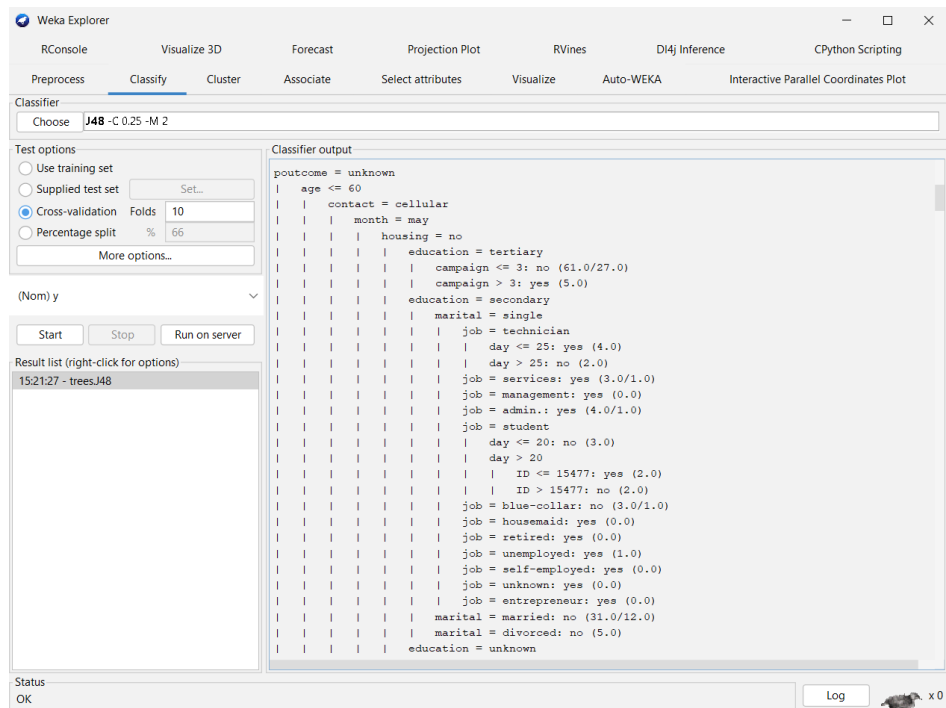 Weka Explorer
RConsole Visualize 3D Forecast Projection Plot RVines Dl4j Inference CPython Scripting
Preprocess Classify Cluster Associate Select attributes Visualize Auto-WEKA Interactive Parallel Coordinates Plot
Classifier
Choose J48 -C 0.25 -M 2
Test options
Use training set
Supplied test set Set...
Cross-validation Folds 10
Percentage split % 66
More options...
(Nom) y
Start Stop Run on server
Result list (right-click for options)
15:21:27 - trees.J48
Classifier output
poutcome = unknown
| age <= 60
| | contact = cellular
| | | month = may
| | | | housing = no
| | | | | education = tertiary
| | | | | | campaign <= 3: no (61.0/27.0)
| | | | | | campaign > 3: yes (5.0)
| | | | | education = secondary
| | | | | | marital = single
| | | | | | | job = technician
| | | | | | | | day <= 25: yes (4.0)
| | | | | | | | day > 25: no (2.0)
| | | | | | | job = services: yes (3.0/1.0)
| | | | | | | job = management: yes (0.0)
| | | | | | | job = admin.: yes (4.0/1.0)
| | | | | | | job = student
| | | | | | | | day <= 20: no (3.0)
| | | | | | | | day > 20
| | | | | | | | | ID <= 15477: yes (2.0)
| | | | | | | | | ID > 15477: no (2.0)
| | | | | | | job = blue-collar: no (3.0/1.0)
| | | | | | | job = housemaid: yes (0.0)
| | | | | | | job = retired: yes (0.0)
| | | | | | | job = unemployed: yes (1.0)
| | | | | | | job = self-employed: yes (0.0)
| | | | | | | job = unknown: yes (0.0)
| | | | | | | job = entrepreneur: yes (0.0)
| | | | | | marital = married: no (31.0/12.0)
| | | | | | marital = divorced: no (5.0)
| | | | | education = unknown
Status
OK
Log x 0